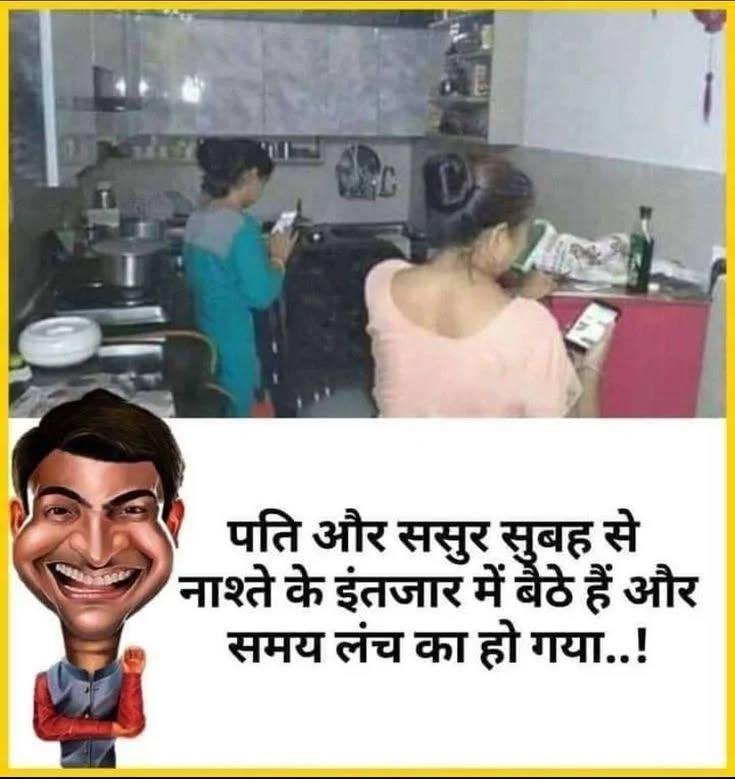 पति और ससुर सुबह से
नाश्ते के इंतजार में बैठे हैं और
समय लंच का हो गया..!